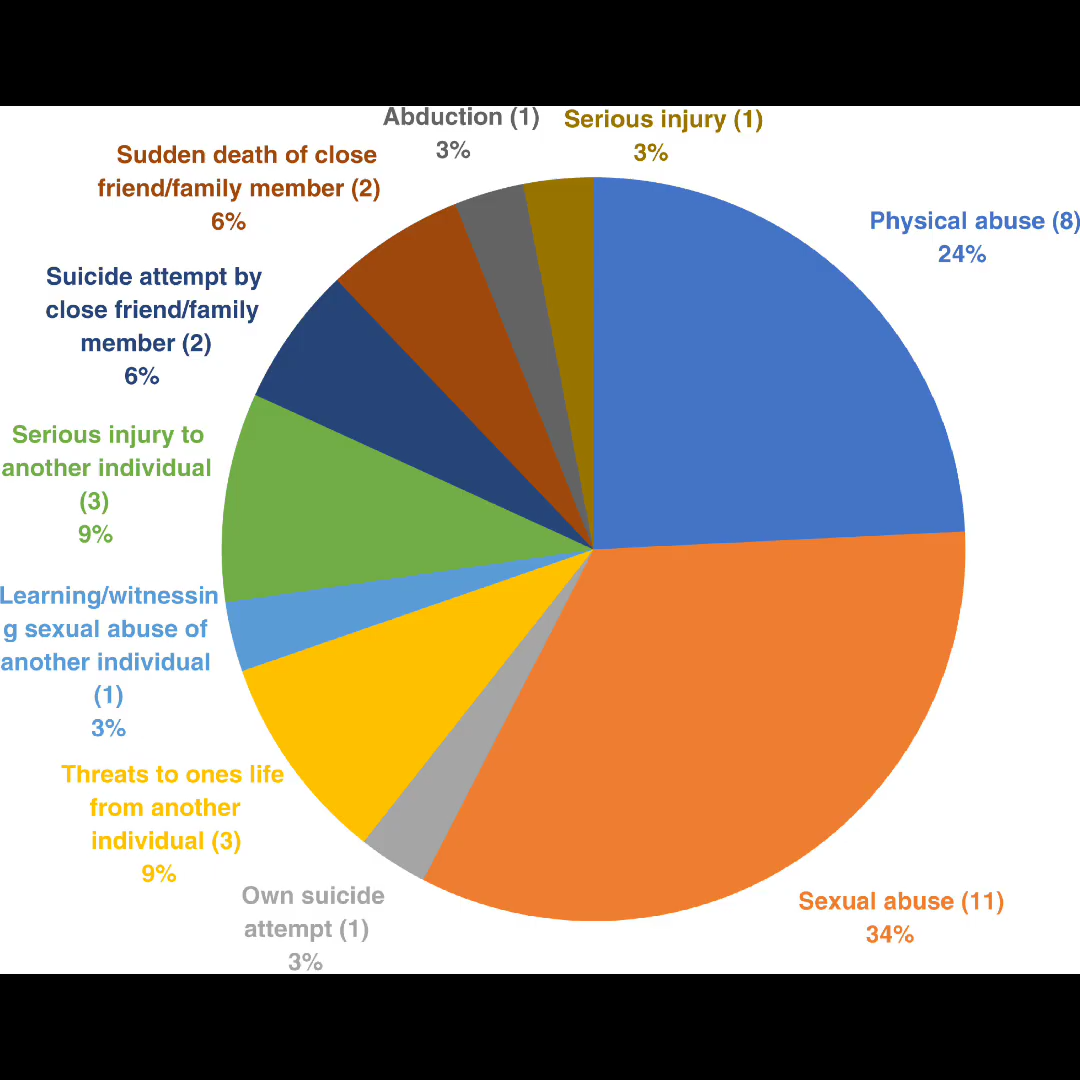 Abduction (1)
3%
Serious injury (1)
3%
Sudden death of close
friend/family member (2)
6%
Physical abuse (8)
24%
Suicide attempt by
close friend/family
member (2)
6%
Serious injury to
another individual
(3)
9%
Learning/witnessin
g sexual abuse of
another individual
(1)
3%
Threats to ones life
from another
individual (3)
9%
Own suicide
attempt (1)
3%
Sexual abuse (11)
34%